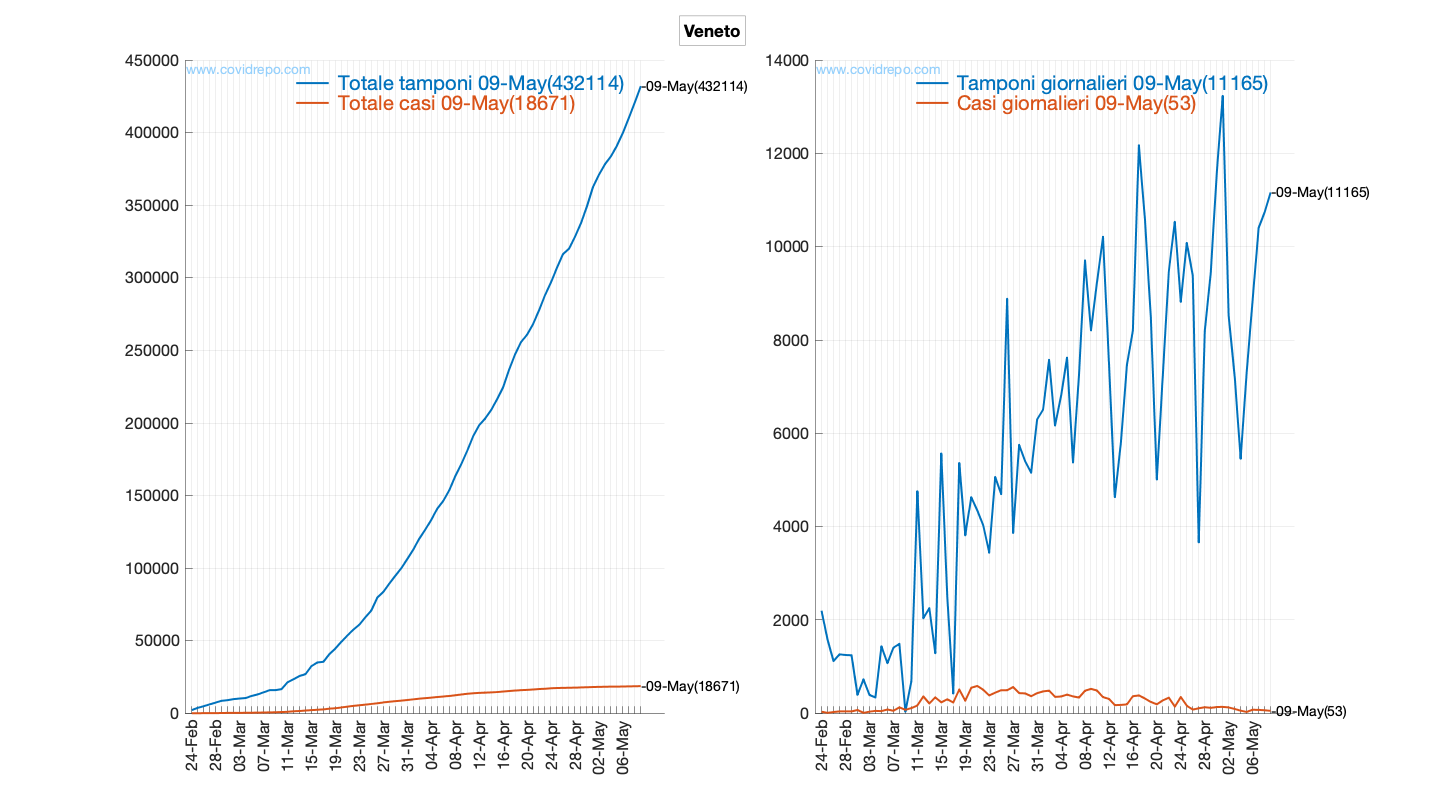 Veneto
450000
400000
350000
300000
250000
200000
150000
100000
50000
0
www.covidrepo.com
Totale tamponi 09-May(432114)
Totale casi 09-May(18671)
-09-May(432114)
-09-May(18671)
24-Feb
28-Feb
03-Mar
07-Mar
11-Mar
15-Mar
19-Mar
23-Mar
27-Mar
31-Mar
04-Apr
08-Apr
12-Apr
16-Apr
20-Apr
24-Apr
28-Apr
02-May
06-May
14000
12000
10000
8000
6000
4000
2000
0
www.covidrepo.com
Tamponi giornalieri 09-May(11165)
Casi giornalieri 09-May(53)
-09-May(11165)
-09-May(53)
24-Feb
28-Feb
03-Mar
07-Mar
11-Mar
15-Mar
19-Mar
23-Mar
27-Mar
31-Mar
04-Apr
08-Apr
12-Apr
16-Apr
20-Apr
24-Apr
28-Apr
02-May
06-May